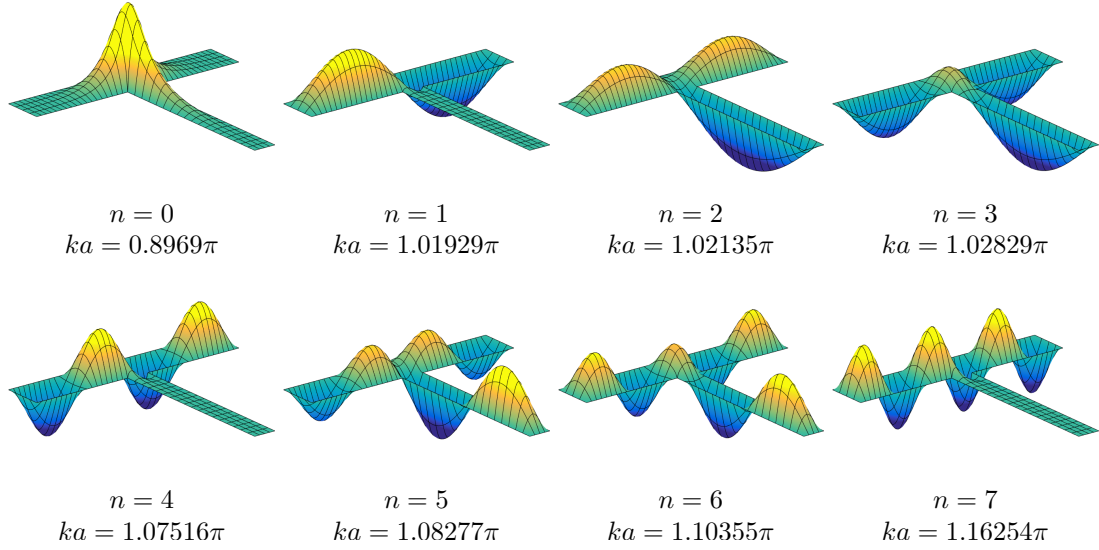 n = 0
ka = 0.8969π
n = 1
ka = 1.01929π
n = 2
ka = 1.02135π
n = 3
ka = 1.02829π
n = 4
ka = 1.07516π
n = 5
ka = 1.08277π
n = 6
ka = 1.10355π
n = 7
ka = 1.16254π